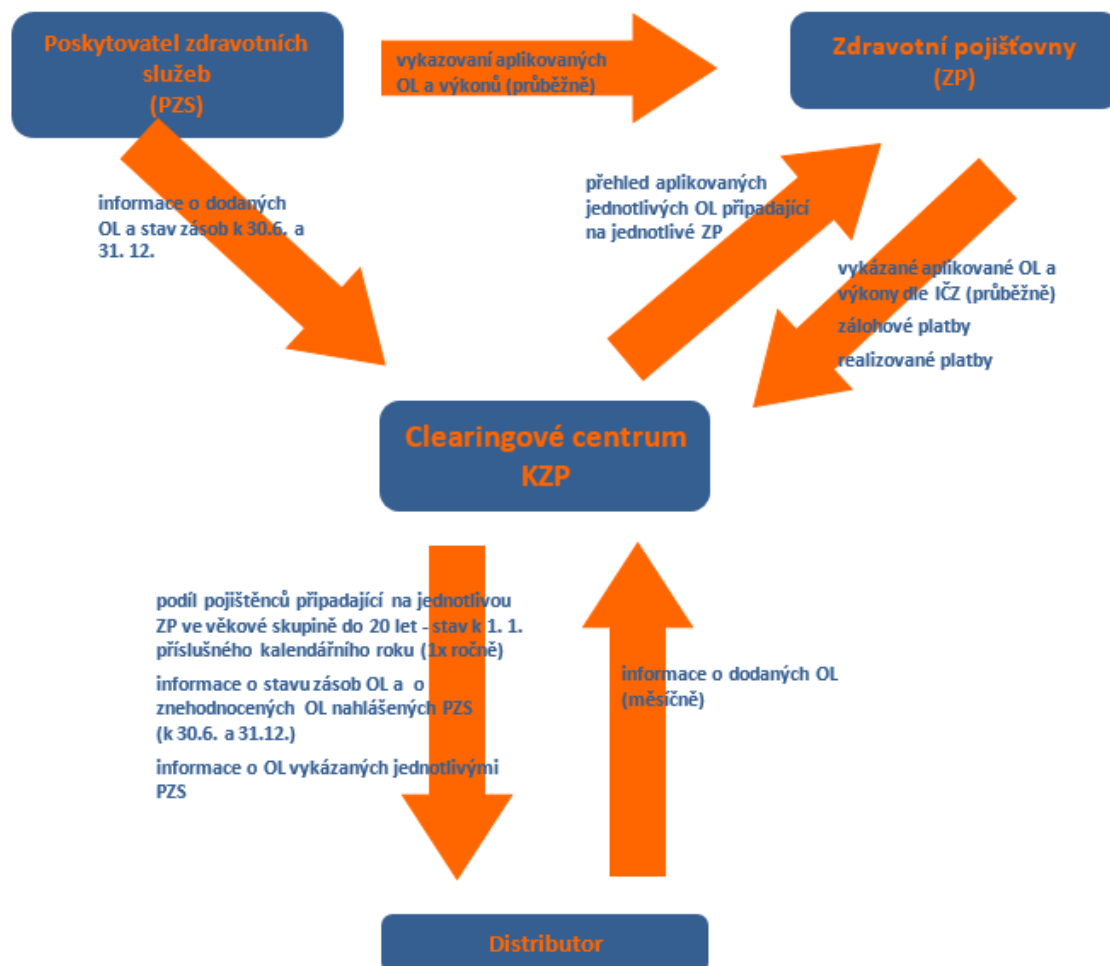 Poskytovatel zdravotních
služeb
(PZS)
vykazovaní aplikovaných
OL a výkonů (průběžně)
Zdravotní pojišťovny
(ZP)
informace o dodaných
OL a stav zásob k 30.6. a
31. 12.
přehled aplikovaných
jednotlivých OL připadající
na jednotlivé ZP
vykázané aplikované OL a
výkony dle IČZ (průběžně)
zálohové platby
realizované platby
Clearingové centrum
KZP
podíl pojištěnců připadající na jednotlivou
ZP ve věkové skupině do 20 let - stav k 1. 1.
příslušného kalendářního roku (1x ročně)
informace o stavu zásob OL a o
znehodnocených OL nahlášených PZS
(k 30.6. a 31.12.)
informace o OL vykázaných jednotlivými
PZS
informace o dodaných OL
(měsíčně)
Distributor